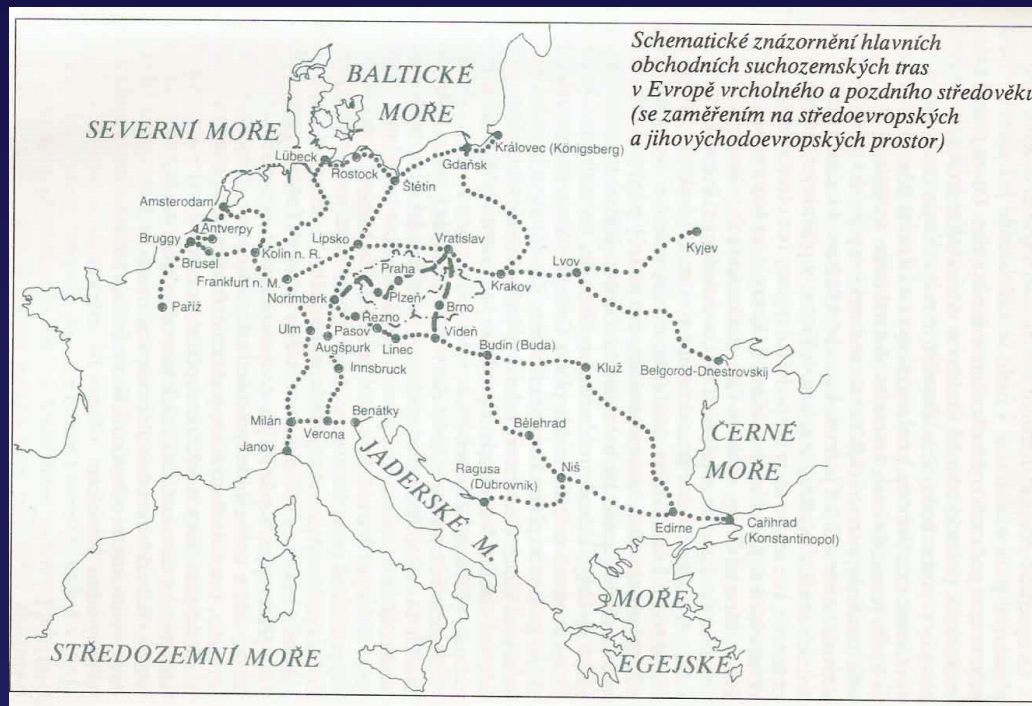 Schematické znázornění hlavních
obchodních suchozemských tras
v Evropě vrcholného a pozdního středověku
(se zaměřením na středoevropských
a jihovýchodoevropských prostor)
BALTICKÉ
MOŘE
SEVERNÍ MOŘE
Královec (Königsberg)
Lübeck
Rostock
Gdaňsk
Štětín
Amsterodam
Antverpy
Bruggy
Brusel
Kolín n. R.
Lipsko
Vratislav
Kyjev
Lvov
Praha
Krakov
Frankfurt n. M.
Norimberk
Plzeň
Paříž
Brno
Řezno
Ulm
Pasov
Vídeň
Augšpurk
Linec
Budín (Buda)
Innsbruck
Kluž
Belgorod-Dnestrovskij
Benátky
Milán
Verona
Bělehrad
ČERNÉ
MOŘE
Janov
JADERSKÉ M.
Ragusa
(Dubrovník)
Niš
Edirne
Cařihrad
(Konstantinopol)
MOŘE
STŘEDOZEMNÍ MOŘE
EGEJSKÉ